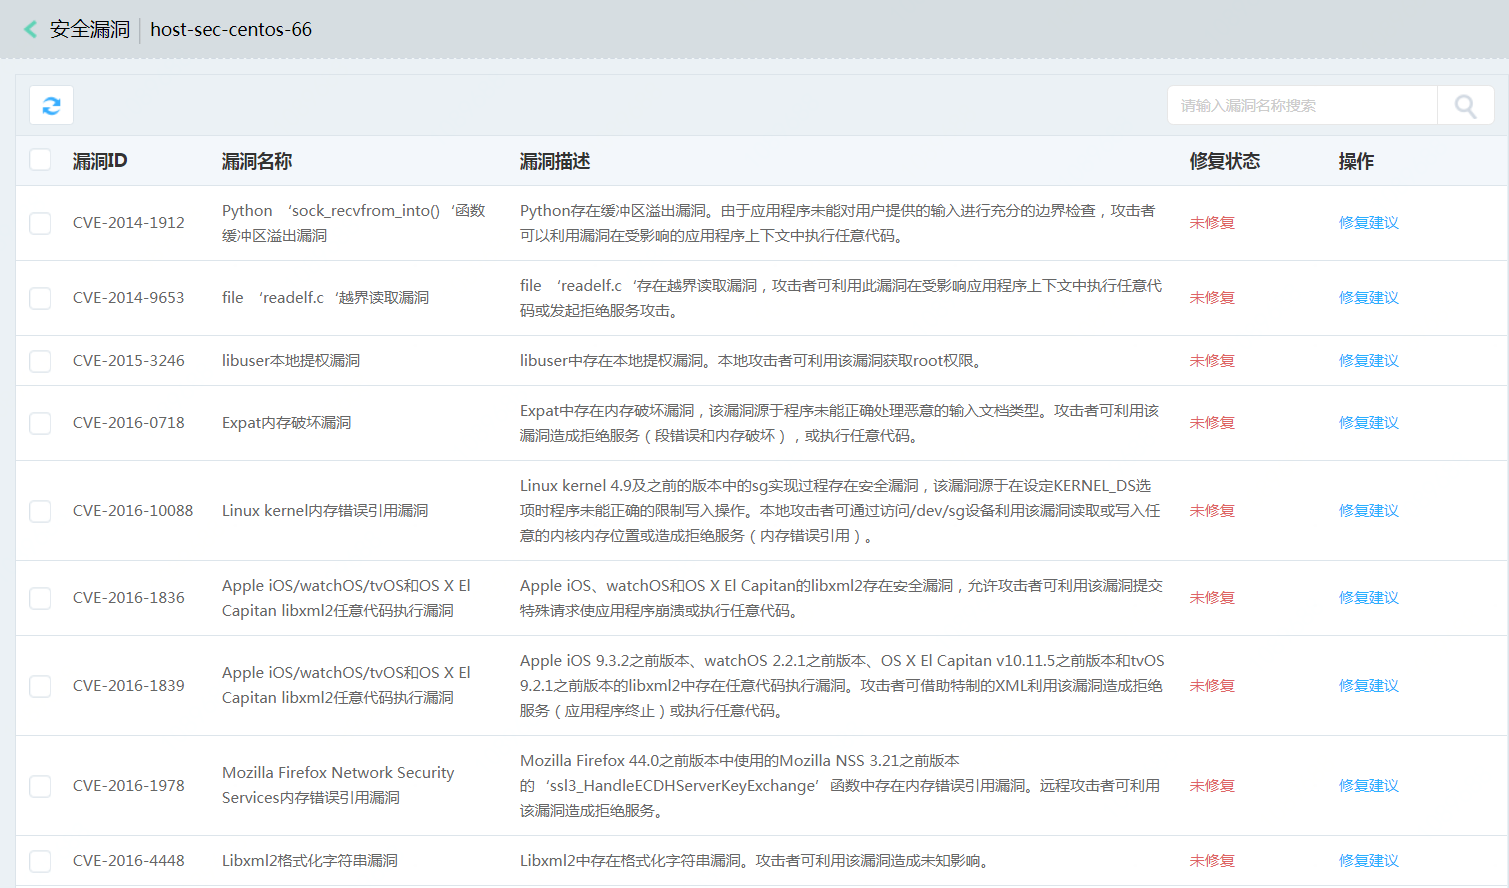 安全漏洞 host-sec-centos-66
请输入漏洞名称搜索
漏洞ID 漏洞名称 漏洞描述 修复状态 操作
CVE-2014-1912
Python ‘sock_recvfrom_into()‘函数
缓冲区溢出漏洞
Python存在缓冲区溢出漏洞。由于应用程序未能对用户提供的输入进行充分的边界检查，攻击者
可以利用漏洞在受影响的应用程序上下文中执行任意代码。
未修复
修复建议
CVE-2014-9653
file ‘readelf.c‘越界读取漏洞
file ‘readelf.c‘存在越界读取漏洞，攻击者可利用此漏洞在受影响应用程序上下文中执行任意代
码或发起拒绝服务攻击。
未修复
修复建议
CVE-2015-3246
libuser本地提权漏洞
libuser中存在本地提权漏洞。本地攻击者可利用该漏洞获取root权限。
未修复
修复建议
CVE-2016-0718
Expat内存破坏漏洞
Expat中存在内存破坏漏洞，该漏洞源于程序未能正确处理恶意的输入文档类型。攻击者可利用该
漏洞造成拒绝服务（段错误和内存破坏），或执行任意代码。
未修复
修复建议
CVE-2016-10088
Linux kernel内存错误引用漏洞
Linux kernel 4.9及之前的版本中的sg实现过程存在安全漏洞，该漏洞源于在设定KERNEL_DS选
项时程序未能正确的限制写入操作。本地攻击者可通过访问/dev/sg设备利用该漏洞读取或写入任
意的内核内存位置或造成拒绝服务（内存错误引用）。
未修复
修复建议
CVE-2016-1836
Apple iOS/watchOS/tvOS和OS X El
Capitan libxml2任意代码执行漏洞
Apple iOS、watchOS和OS X El Capitan的libxml2存在安全漏洞，允许攻击者可利用该漏洞提交
特殊请求使应用程序崩溃或执行任意代码。
未修复
修复建议
CVE-2016-1839
Apple iOS/watchOS/tvOS和OS X El
Capitan libxml2任意代码执行漏洞
Apple iOS 9.3.2之前版本、watchOS 2.2.1之前版本、OS X El Capitan v10.11.5之前版本和tvOS
9.2.1之前版本的libxml2中存在任意代码执行漏洞。攻击者可借助特制的XML利用该漏洞造成拒绝
服务（应用程序终止）或执行任意代码。
未修复
修复建议
CVE-2016-1978
Mozilla Firefox Network Security
Services内存错误引用漏洞
Mozilla Firefox 44.0之前版本中使用的Mozilla NSS 3.21之前版本
的‘ssl3_HandleECDHServerKeyExchange’函数中存在内存错误引用漏洞。远程攻击者可利用
该漏洞造成拒绝服务。
未修复
修复建议
CVE-2016-4448
Libxml2格式化字符串漏洞
Libxml2中存在格式化字符串漏洞。攻击者可利用该漏洞造成未知影响。
未修复
修复建议